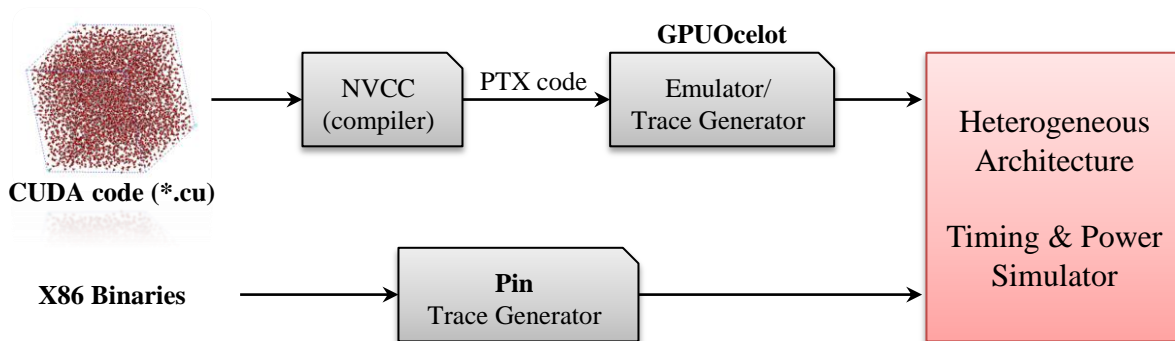 GPUOcelot
NVCC
(compiler)
PTX code
Emulator/
Trace Generator
CUDA code (*.cu)
Heterogeneous
Architecture
Timing & Power
Simulator
X86 Binaries
Pin
Trace Generator